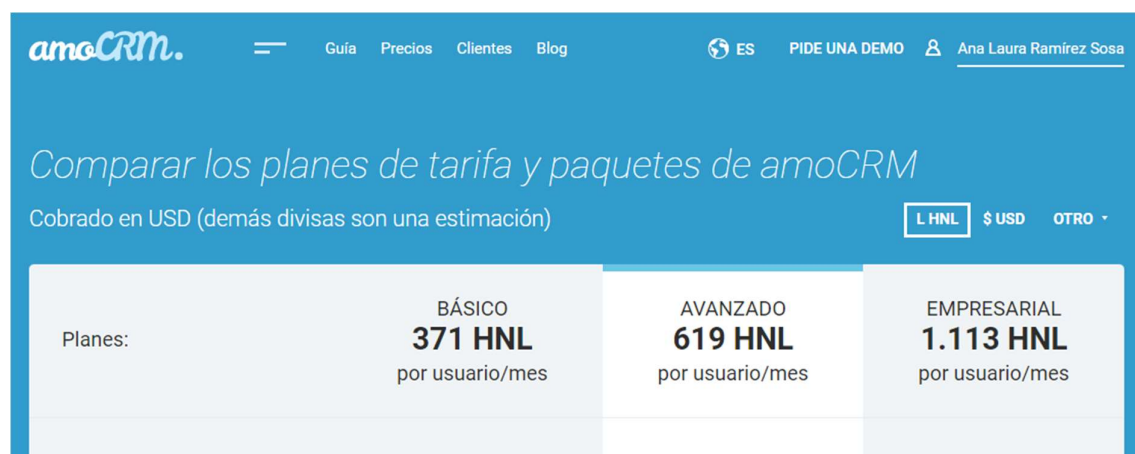 amoCRM. Guía Precios Clientes Blog ES PIDE UNA DEMO Ana Laura Ramírez Sosa
Comparar los planes de tarifa y paquetes de amoCRM
Cobrado en USD (demás divisas son una estimación) L HNL $ USD OTRO
BÁSICO AVANZADO EMPRESARIAL
Planes: 371 HNL 619 HNL 1.113 HNL
por usuario/mes por usuario/mes por usuario/mes